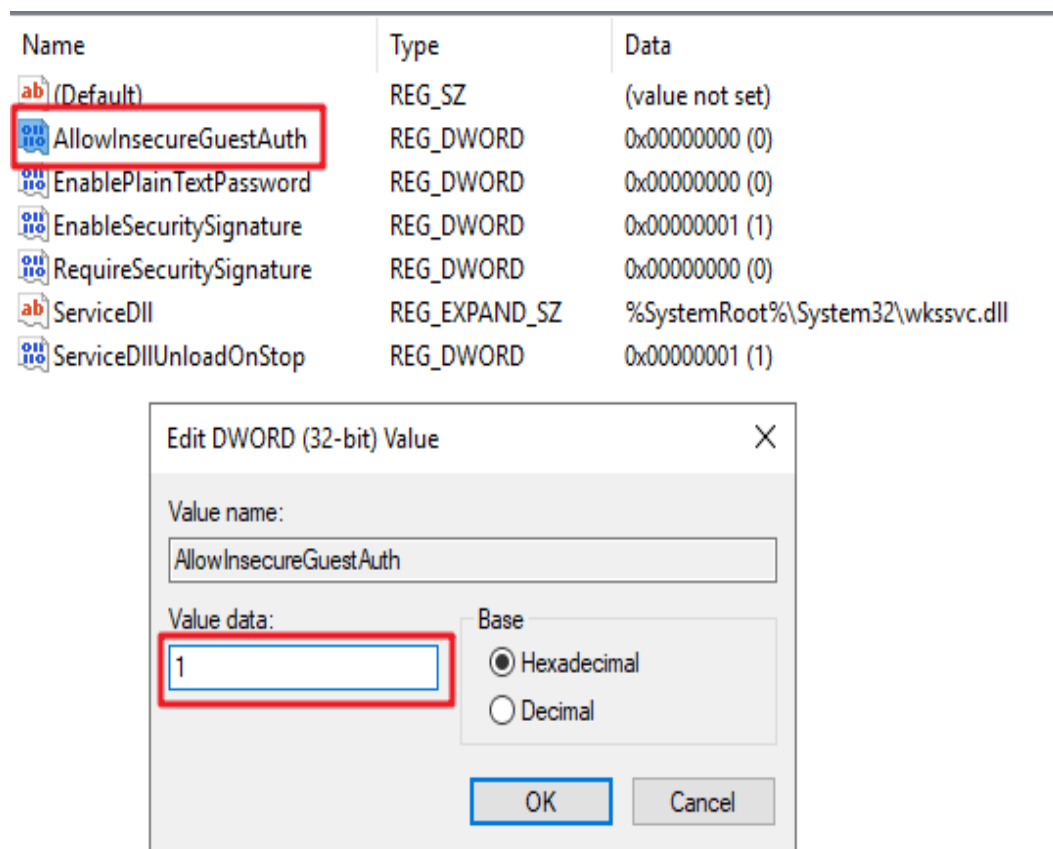 Name Type Data
(Default) REG_SZ (value not set)
AllowInsecureGuestAuth REG_DWORD 0x00000000 (0)
EnablePlainTextPassword REG_DWORD 0x00000000 (0)
EnableSecuritySignature REG_DWORD 0x00000001 (1)
RequireSecuritySignature REG_DWORD 0x00000000 (0)
ServiceDll REG_EXPAND_SZ %SystemRoot%\System32\wkssvc.dll
ServiceDllUnloadOnStop REG_DWORD 0x00000001 (1)
Edit DWORD (32-bit) Value
Value name:
AllowInsecureGuestAuth
Value data: Base
1 Hexadecimal
Decimal
OK Cancel